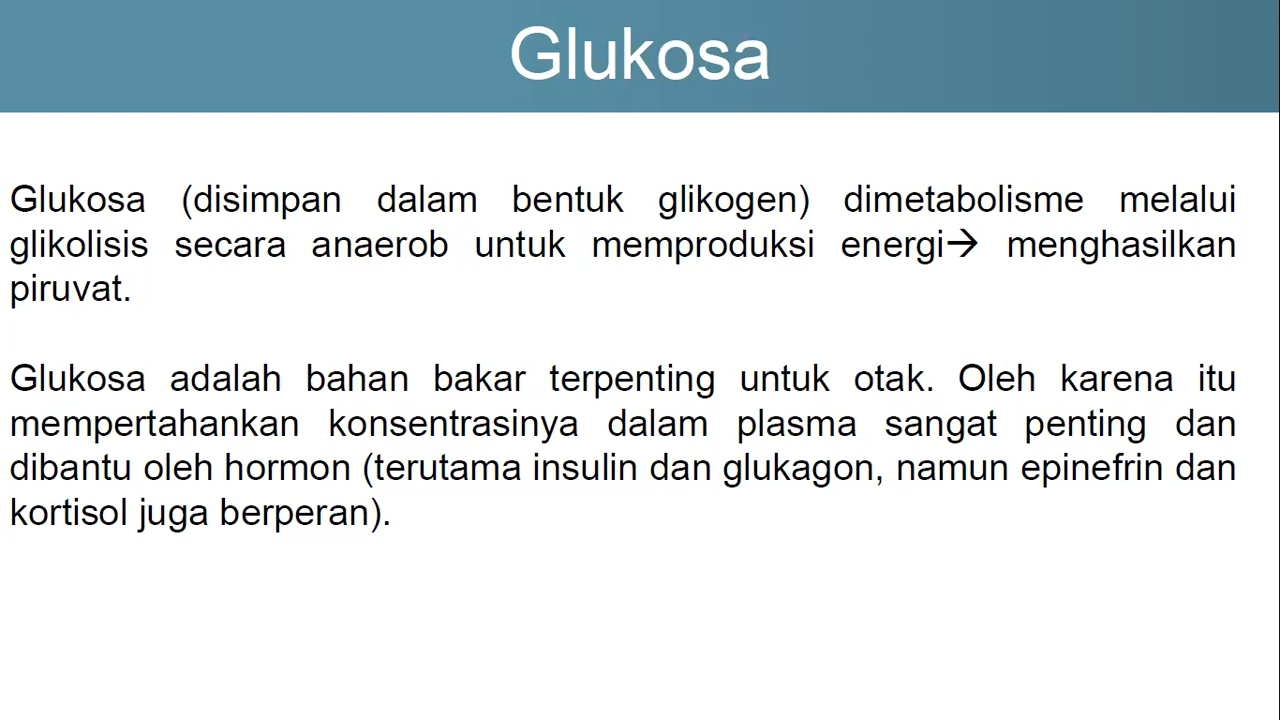 Glukosa
Glukosa (disimpan dalam bentuk glikogen) dimetabolisme melalui
glikolisis secara anaerob untuk memproduksi energi→ menghasilkan
piruvat.
Glukosa adalah bahan bakar terpenting untuk otak. Oleh karena itu
mempertahankan konsentrasinya dalam plasma sangat penting dan
dibantu oleh hormon (terutama insulin dan glukagon, namun epinefrin dan
kortisol juga berperan).